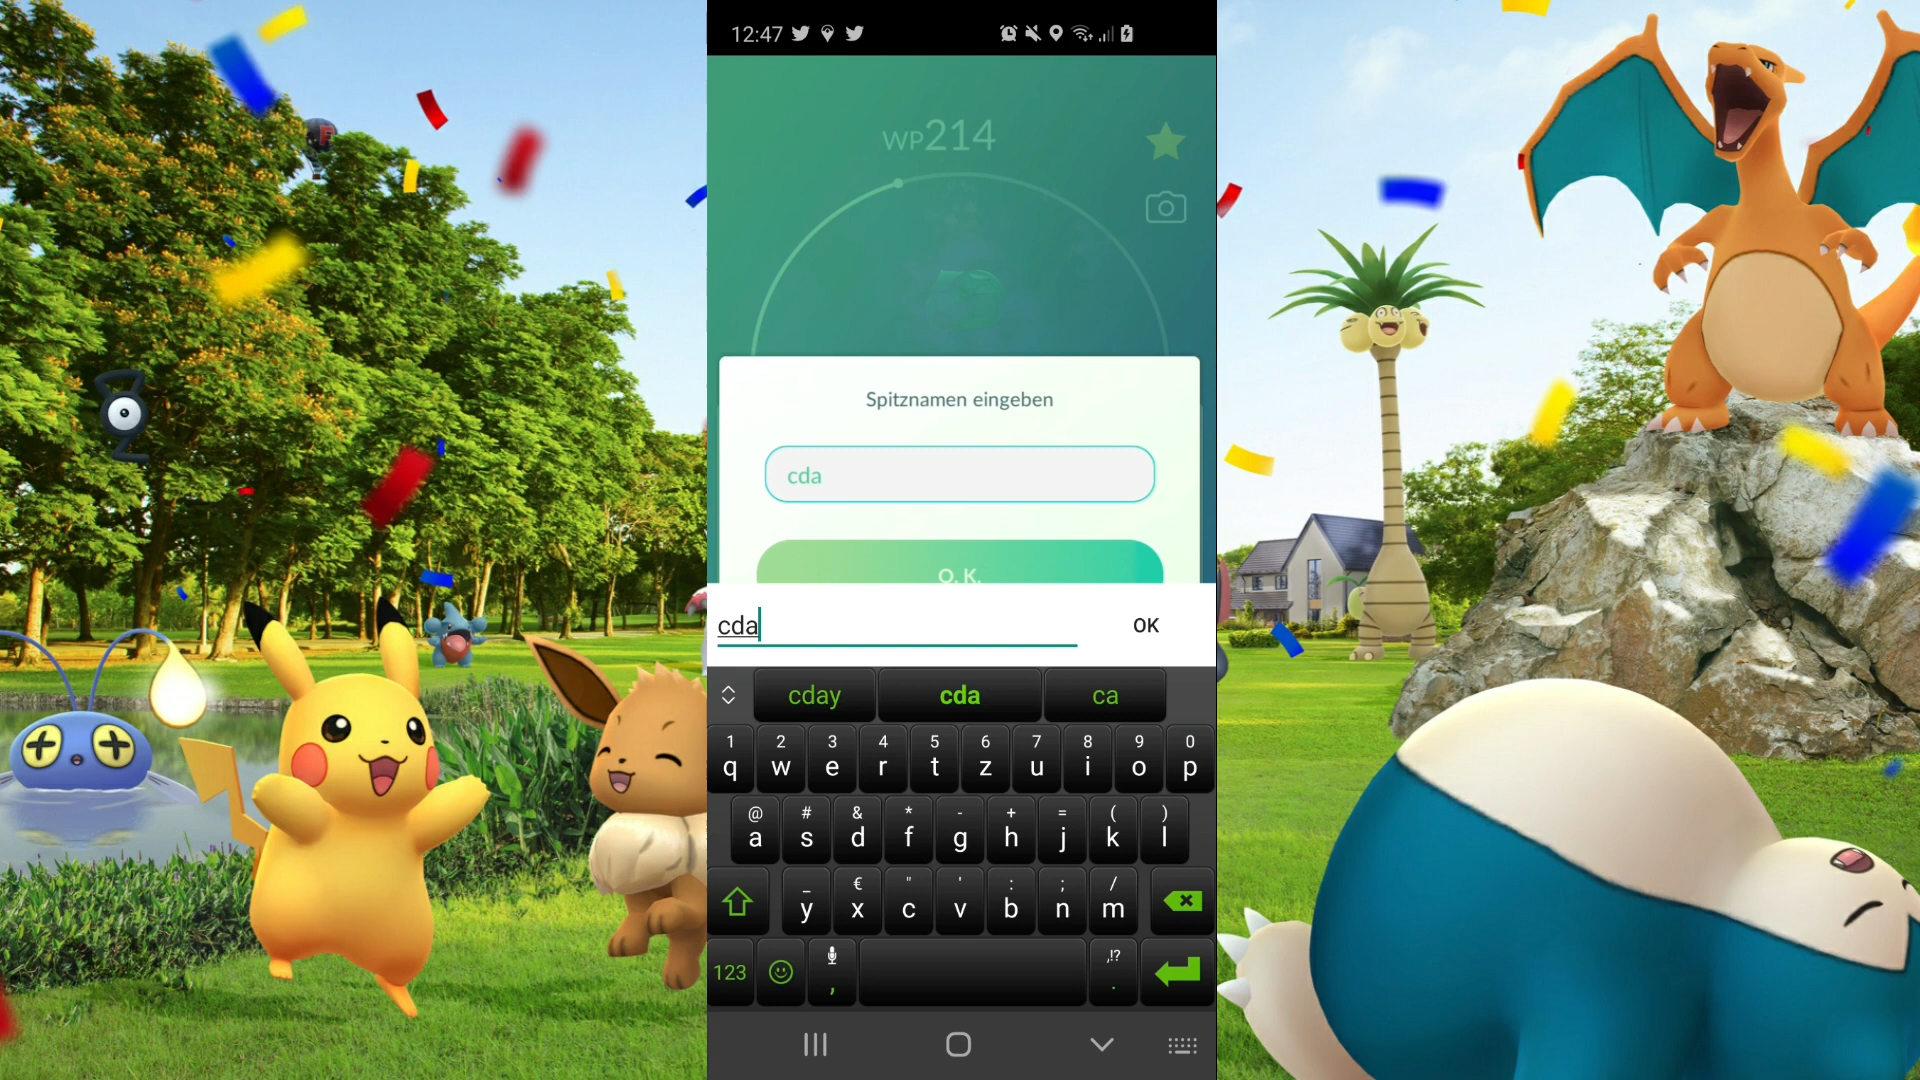 12:47
WP214
Spitznamen eingeben
cda
O. K.
cda
OK
cday cda ca
1 2 3 4 5 6 7 8 9 0
q w e r t z u i o p
@ # & * - + = ( )
a s d f g h j k l
_ € " ' : ; /
y x c v b n m
123 , ,!? .